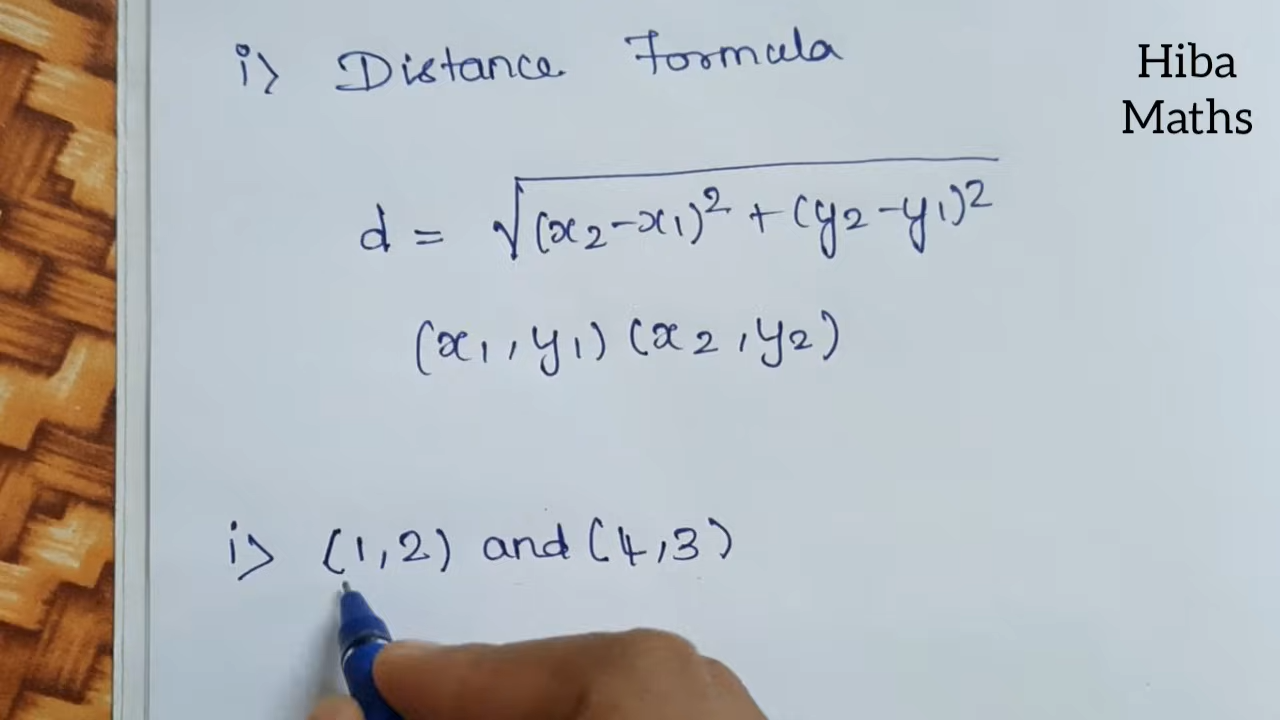 i) Distance Formula
Hiba
Maths
d = √(x₂-x₁)² + (y₂-y₁)²
(x₁, y₁) (x₂, y₂)
i) (1,2) and (4,3)